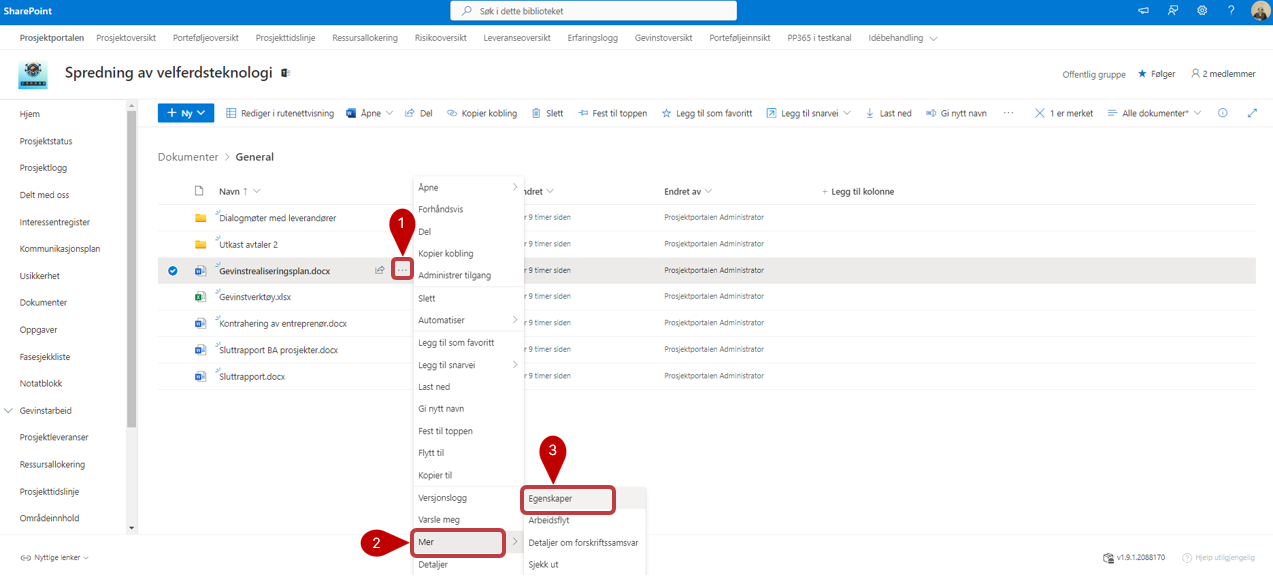 SharePoint
Søk i dette biblioteket
Prosjektportalen Prosjektoversikt Porteføljeoversikt Prosjekttidslinje Ressursallokering Risikooversikt Leveranseoversikt Erfaringslogg Gevinstoversikt Porteføljeinnsikt PP365 i testkanal Idébehandling
Spredning av velferdsteknologi
Offentlig gruppe Følger 2 medlemmer
Ny Rediger i rutenettvisning Åpne Del Kopier kobling Slett Fest til toppen Legg til som favoritt Legg til snarvei Last ned Gi nytt navn ... 1 er merket Alle dokumenter*
Hjem
Prosjektstatus
Prosjektlogg
Delt med oss
Interessentregister
Kommunikasjonsplan
Usikkerhet
Dokumenter
Oppgaver
Fasesjekkliste
Notatblokk
Gevinstarbeid
Prosjektleveranser
Ressursallokering
Prosjekttidslinje
Områdeinnhold
Nyttige lenker
Dokumenter > General
Navn ndret Endret av + Legg til kolonne
Dialogmøter med leverandører r 9 timer siden Prosjektportalen Administrator
Utkast avtaler 2 r 9 timer siden Prosjektportalen Administrator
Gevinstrealiseringsplan.docx ... r 9 timer siden Prosjektportalen Administrator
Gevinstverktøy.xlsx r 9 timer siden Prosjektportalen Administrator
Kontrahering av entreprenør.docx r 9 timer siden Prosjektportalen Administrator
Sluttrapport BA prosjekter.docx r 9 timer siden Prosjektportalen Administrator
Sluttrapport.docx r 9 timer siden Prosjektportalen Administrator
1
Åpne
Forhåndsvis
Del
Kopier kobling
Administrer tilgang
Slett
Automatiser
Legg til som favoritt
Legg til snarvei
Last ned
Gi nytt navn
Fest til toppen
Flytt til
Kopier til
Versjonslogg
Varsle meg
2
Mer
Detaljer
3
Egenskaper
Arbeidsflyt
Detaljer om forskriftssamsvar
Sjekk ut
v1.9.1.2088170 Hjelp utilgjengelig